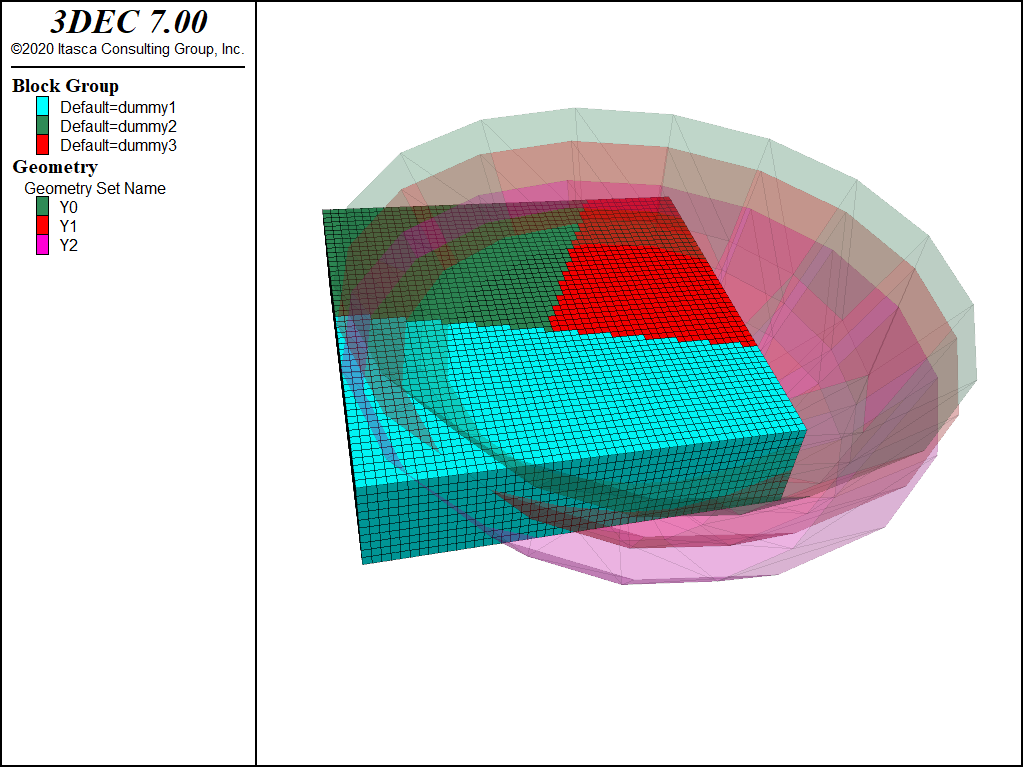 3DEC 7.00
©2020 Itasca Consulting Group, Inc.
Block Group
Default=dummy1
Default=dummy2
Default=dummy3
Geometry
Geometry Set Name
Y0
Y1
Y2